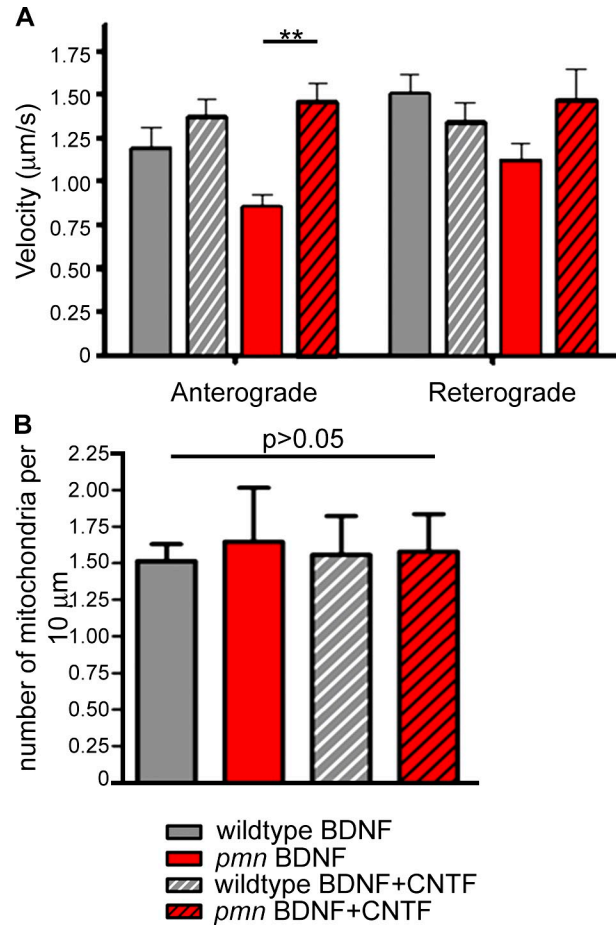 A
**
Velocity (μm/s)
1.75
1.50
1.25
1.00
0.75
0.50
0.25
0
Anterograde
Reterograde
B
p>0.05
number of mitochondria per
10 μm
2.25
2.00
1.75
1.50
1.25
1.00
0.75
0.50
0.25
0
wildtype BDNF
pmn BDNF
wildtype BDNF+CNTF
pmn BDNF+CNTF